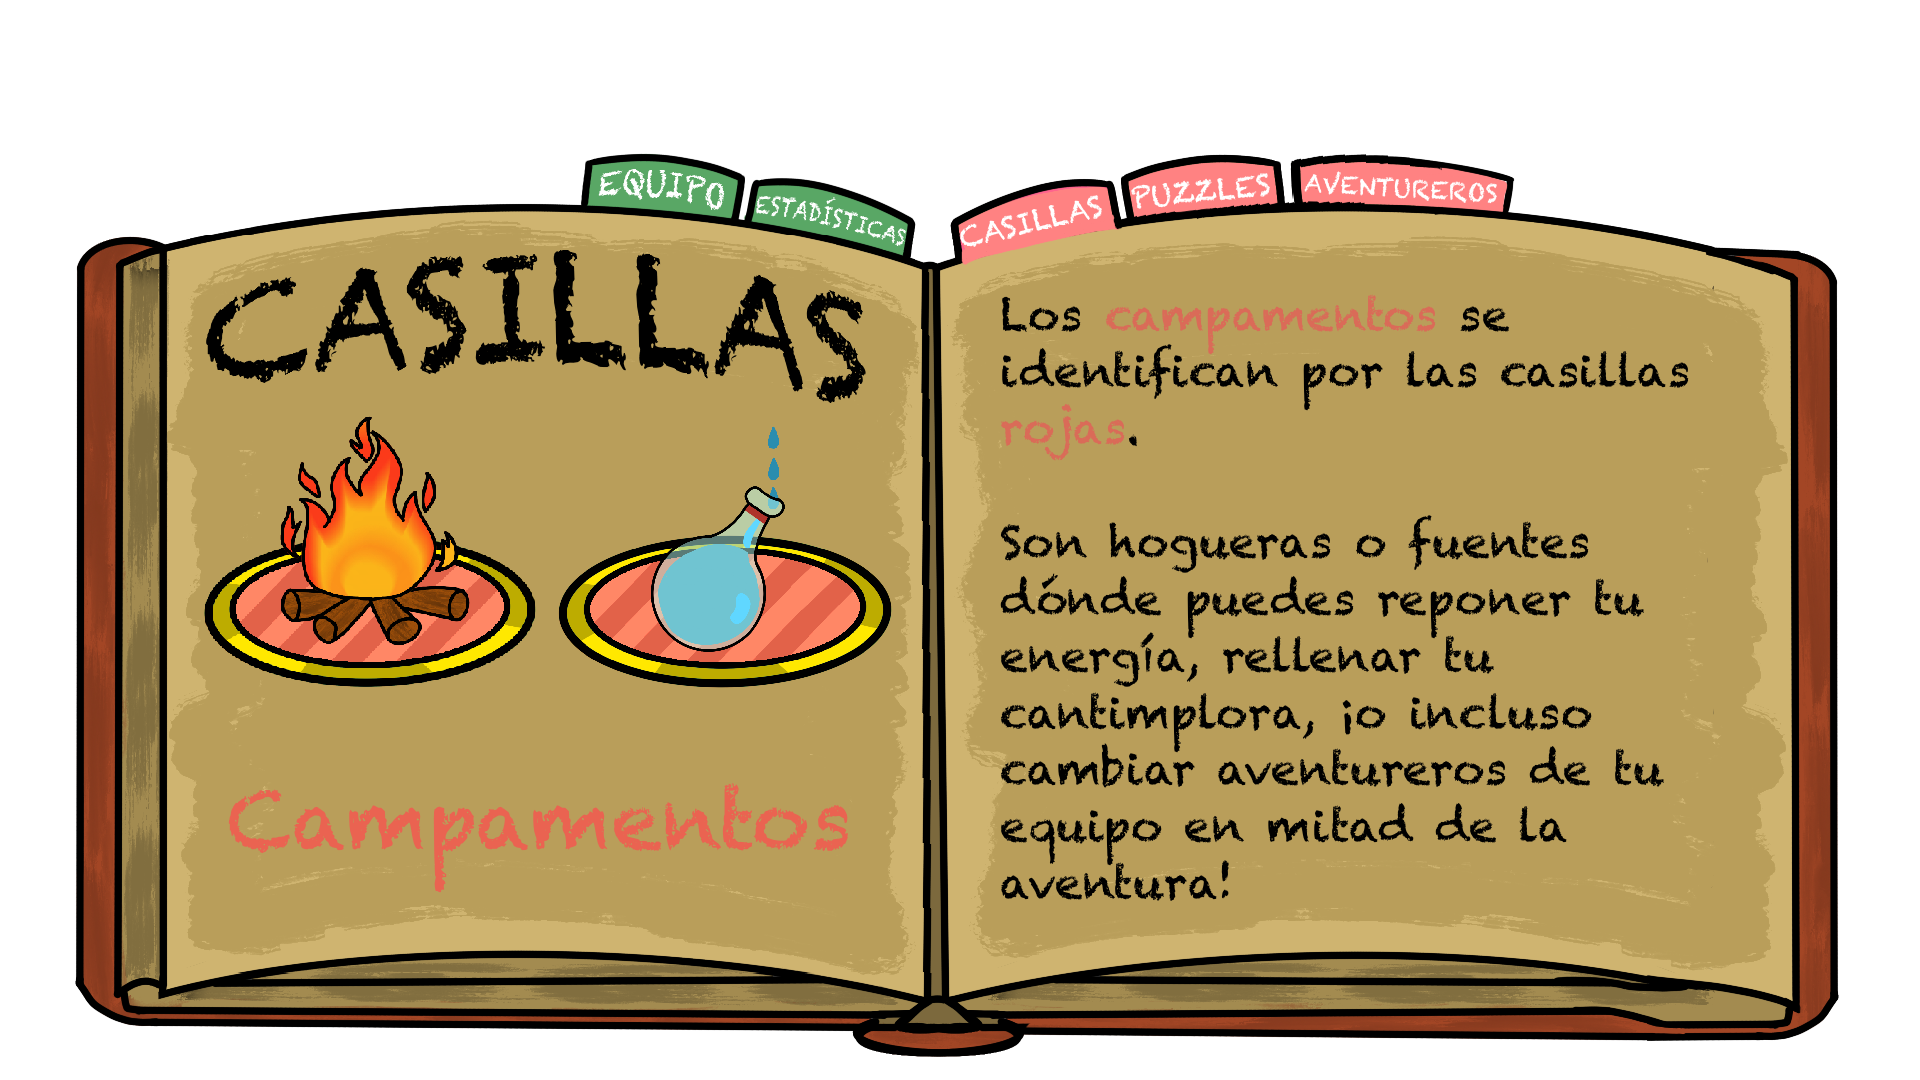 EQUIPO
ESTADÍSTICAS
CASILLAS
PUZZLES
AVENTUREROS
CASILLAS
Campamentos
Los campamentos se
identifican por las casillas
rojas.
Son hogueras o fuentes
dónde puedes reponer tu
energía, rellenar tu
cantimplora, ¡o incluso
cambiar aventureros de tu
equipo en mitad de la
aventura!